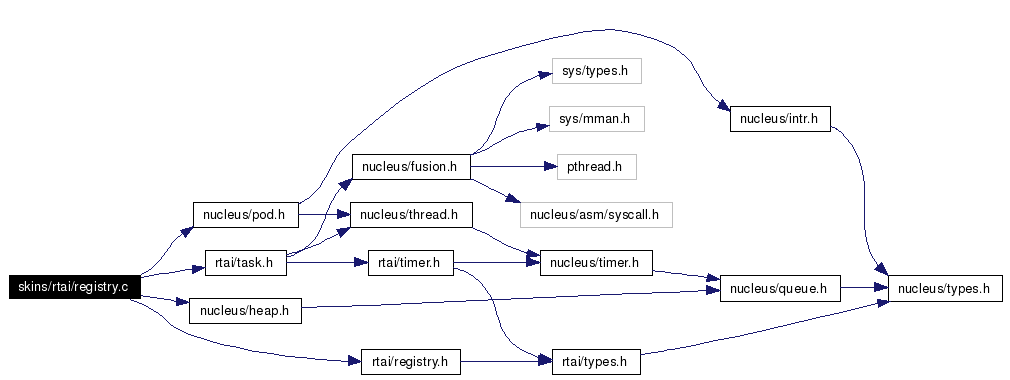 sys/types.h
sys/mman.h
nucleus/intr.h
nucleus/fusion.h
pthread.h
nucleus/pod.h
nucleus/thread.h
nucleus/asm/syscall.h
rtai/task.h
rtai/timer.h
nucleus/timer.h
skins/rtai/registry.c
nucleus/queue.h
nucleus/types.h
nucleus/heap.h
rtai/registry.h
rtai/types.h